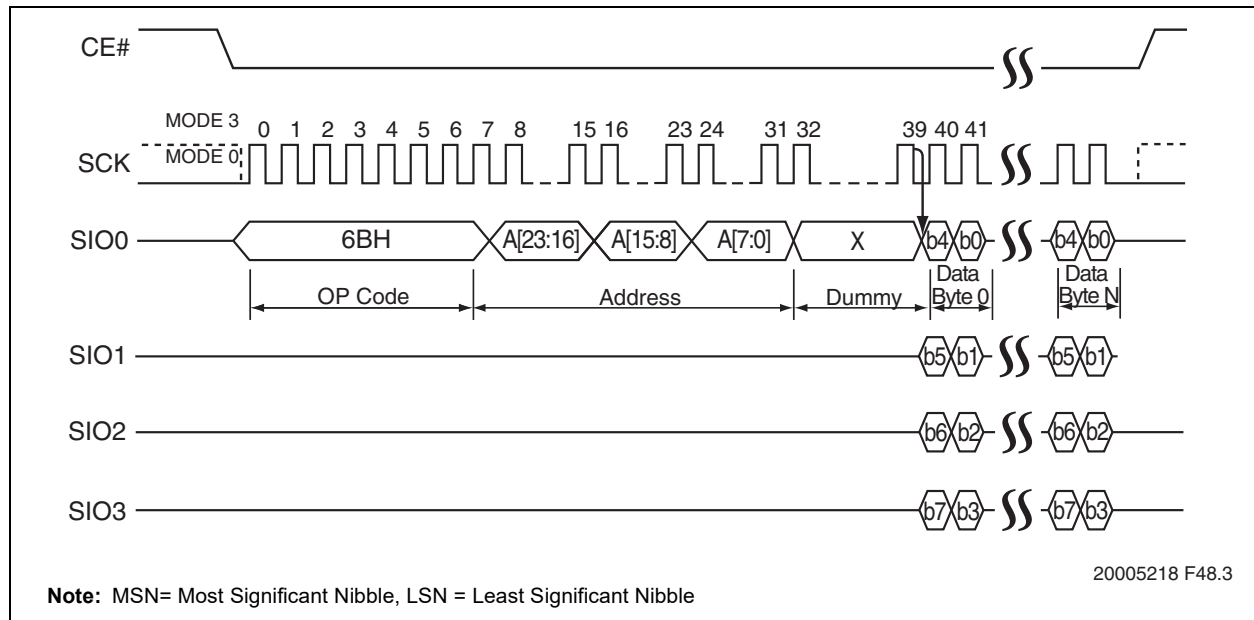 CE#
MODE 3
0 1 2 3 4 5 6 7 8 15 16 23 24 31 32 39 40 41
SCK
MODE 0
SIO0 6BH A[23:16] A[15:8] A[7:0] X b4 b0 b4 b0
OP Code Address Dummy Data Byte 0 Data Byte N
SIO1 b5 b1 b5 b1
SIO2 b6 b2 b6 b2
SIO3 b7 b3 b7 b3
20005218 F48.3
Note: MSN= Most Significant Nibble, LSN = Least Significant Nibble